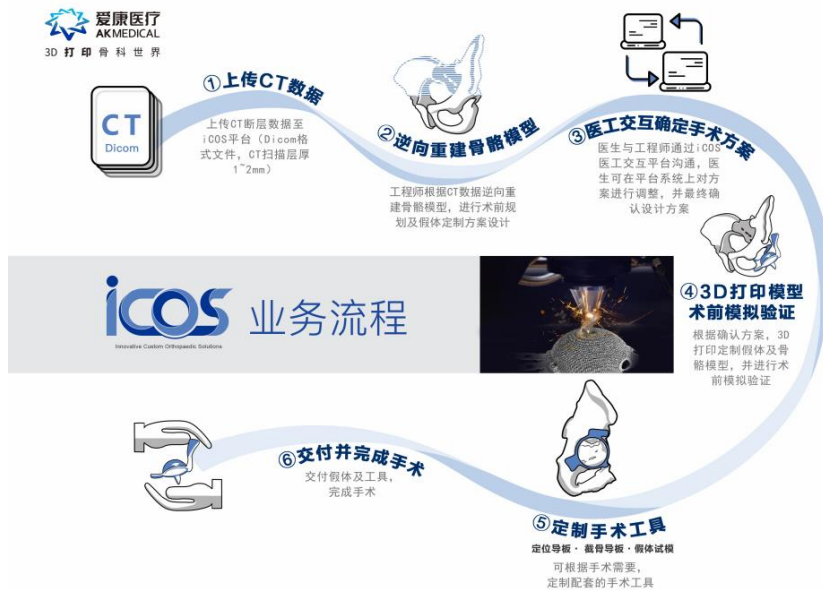 爱康医疗
AKMEDICAL
3D 打印骨科世界
CT
Dicom
①上传CT数据
上传CT断层数据至
iCOS平台（Dicom格
式文件，CT扫描层厚
1~2mm）
②逆向重建骨骼模型
工程师根据CT数据逆向重
建骨骼模型，进行术前规
划及假体定制方案设计
③医工交互确定手术方案
医生与工程师通过iCOS
医工交互平台沟通，医
生可在平台系统上对方
案进行调整，并最终确
认设计方案
④3D打印模型
术前模拟验证
根据确认方案，3D
打印定制假体及骨
骼模型，并进行术
前模拟验证
icos 业务流程
Innovative Custom Orthopaedic Solutions
⑥交付并完成手术
交付假体及工具，
完成手术
⑤定制手术工具
定位导板· 截骨导板·假体试模
可根据手术需要，
定制配套的手术工具